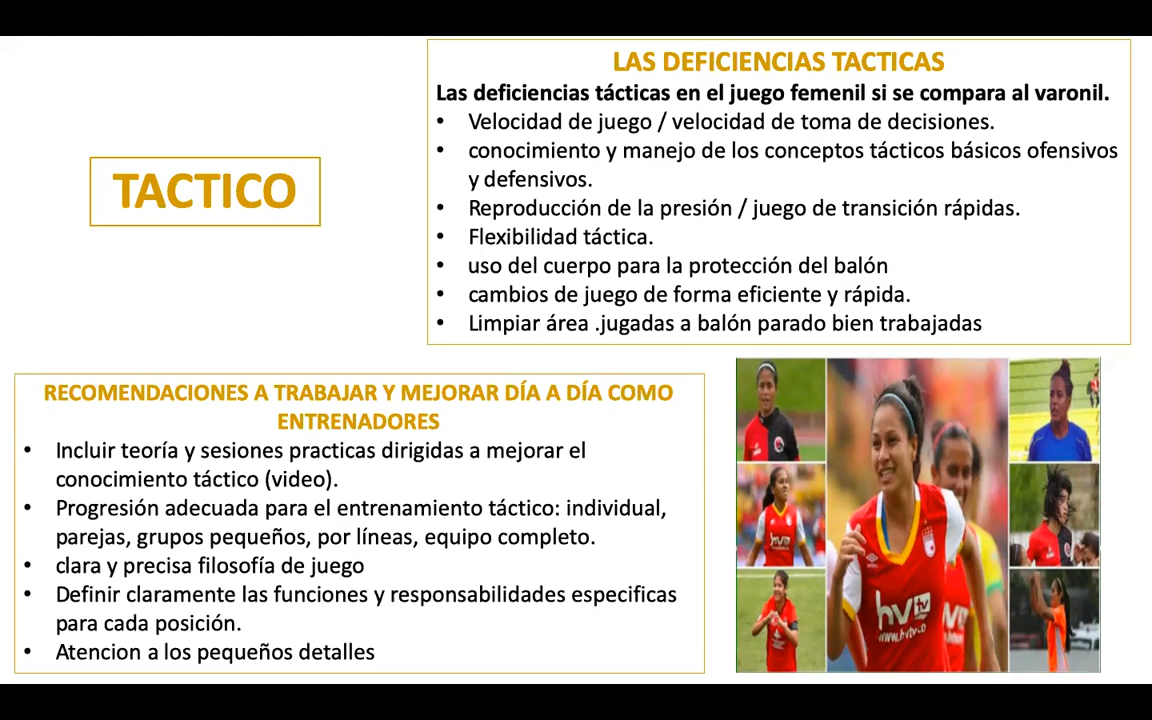 TACTICO
LAS DEFICIENCIAS TACTICAS
Las deficiencias tácticas en el juego femenil si se compara al varonil.
• Velocidad de juego / velocidad de toma de decisiones.
• conocimiento y manejo de los conceptos tácticos básicos ofensivos
y defensivos.
• Reproducción de la presión / juego de transición rápidas.
• Flexibilidad táctica.
• uso del cuerpo para la protección del balón
• cambios de juego de forma eficiente y rápida.
• Limpiar área .jugadas a balón parado bien trabajadas
RECOMENDACIONES A TRABAJAR Y MEJORAR DÍA A DÍA COMO
ENTRENADORES
• Incluir teoría y sesiones practicas dirigidas a mejorar el
conocimiento táctico (video).
• Progresión adecuada para el entrenamiento táctico: individual,
parejas, grupos pequeños, por líneas, equipo completo.
• clara y precisa filosofía de juego
• Definir claramente las funciones y responsabilidades especificas
para cada posición.
• Atencion a los pequeños detalles
hv tv
www.hvtv.co
hv